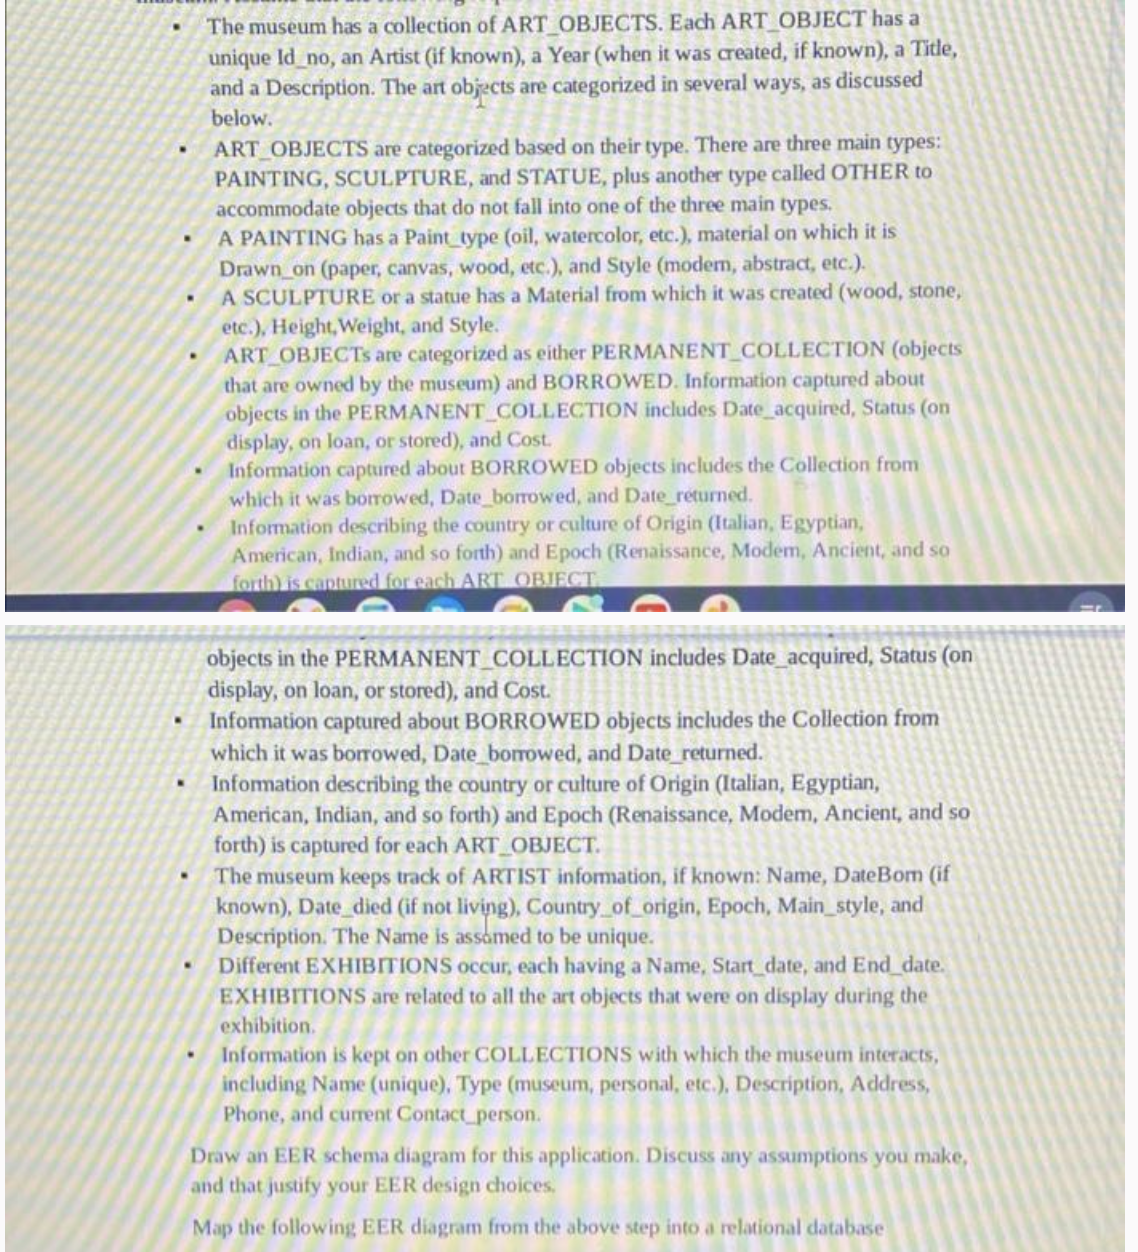 ▪ The museum has a collection of ART_OBJECTS. Each ART_OBJECT has a
unique Id_no, an Artist (if known), a Year (when it was created, if known), a Title,
and a Description. The art objects are categorized in several ways, as discussed
below.
▪ ART_OBJECTS are categorized based on their type. There are three main types:
PAINTING, SCULPTURE, and STATUE, plus another type called OTHER to
accommodate objects that do not fall into one of the three main types.
▪ A PAINTING has a Paint_type (oil, watercolor, etc.), material on which it is
Drawn_on (paper, canvas, wood, etc.), and Style (modern, abstract, etc.).
▪ A SCULPTURE or a statue has a Material from which it was created (wood, stone,
etc.), Height,Weight, and Style.
▪ ART_OBJECTs are categorized as either PERMANENT_COLLECTION (objects
that are owned by the museum) and BORROWED. Information captured about
objects in the PERMANENT_COLLECTION includes Date_acquired, Status (on
display, on loan, or stored), and Cost.
▪ Information captured about BORROWED objects includes the Collection from
which it was borrowed, Date_borrowed, and Date_returned.
▪ Information describing the country or culture of Origin (Italian, Egyptian,
American, Indian, and so forth) and Epoch (Renaissance, Modern, Ancient, and so
forth) is captured for each ART_OBJECT.
objects in the PERMANENT_COLLECTION includes Date_acquired, Status (on
display, on loan, or stored), and Cost.
▪ Information captured about BORROWED objects includes the Collection from
which it was borrowed, Date_borrowed, and Date_returned.
▪ Information describing the country or culture of Origin (Italian, Egyptian,
American, Indian, and so forth) and Epoch (Renaissance, Modern, Ancient, and so
forth) is captured for each ART_OBJECT.
▪ The museum keeps track of ARTIST information, if known: Name, DateBorn (if
known), Date_died (if not living), Country_of_origin, Epoch, Main_style, and
Description. The Name is assumed to be unique.
▪ Different EXHIBITIONS occur, each having a Name, Start_date, and End_date.
EXHIBITIONS are related to all the art objects that were on display during the
exhibition.
▪ Information is kept on other COLLECTIONS with which the museum interacts,
including Name (unique), Type (museum, personal, etc.), Description, Address,
Phone, and current Contact_person.
Draw an EER schema diagram for this application. Discuss any assumptions you make,
and that justify your EER design choices.
Map the following EER diagram from the above step into a relational database